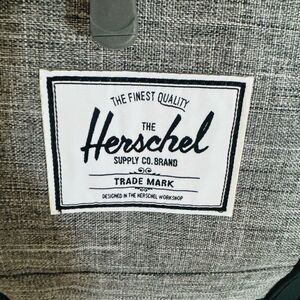 THE FINEST QUALITY
THE
Herschel
SUPPLY CO. BRAND
TRADE MARK
DESIGNED IN THE HERSCHEL WORKSHOP